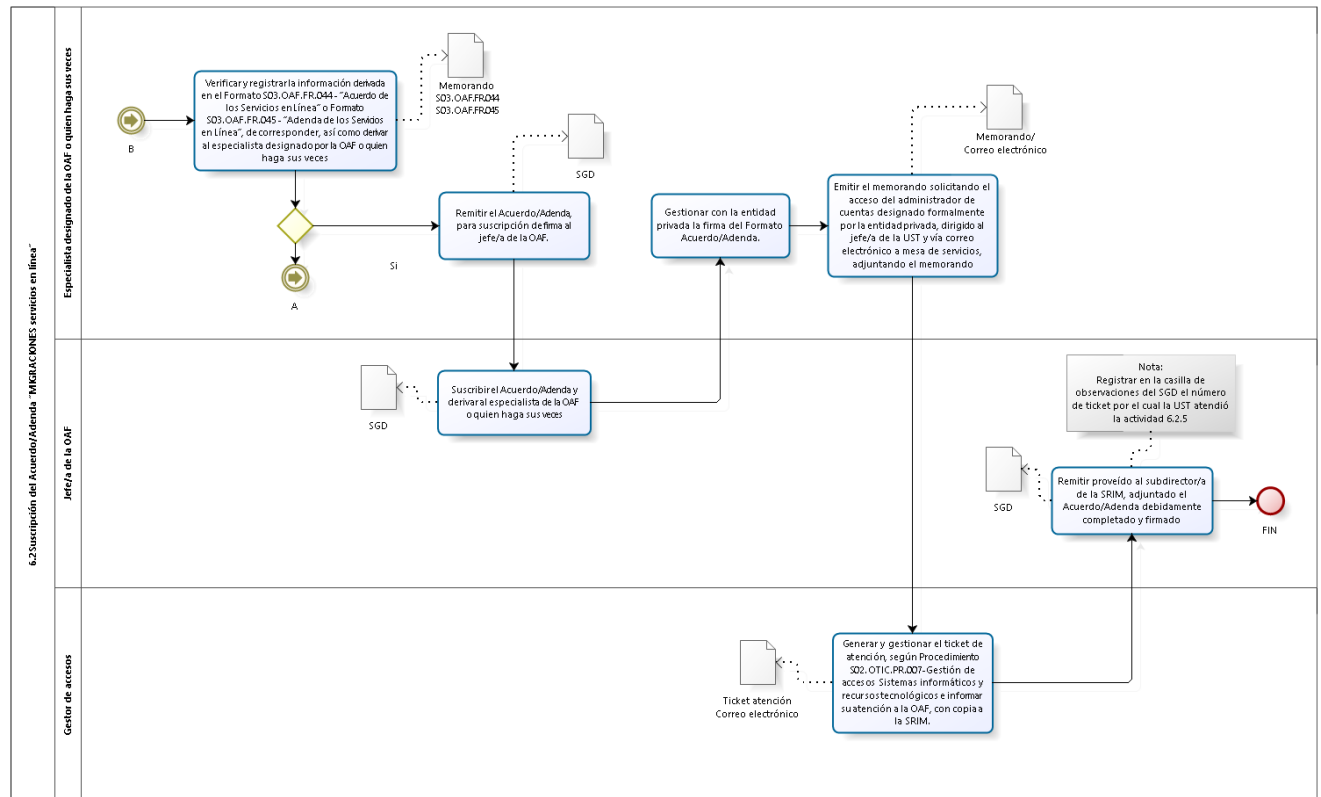 6.2 Suscripción del Acuerdo/Adenda "MIGRACIONES servicios en línea"
Especialista designado de la OAF o quien haga sus veces
B
Verificar y registrar la información derivada
en el Formato S03.OAF.FR.044 - "Acuerdo
de los Servicios en Línea" o Formato
S03.OAF.FR.045 - "Adenda de los Servicios
en Línea", de corresponder, así como derivar
al especialista designado por la OAF o quien
haga sus veces
Memorando
S03.OAF.FR.044
S03.OAF.FR.045
SGD
Si
A
Remitir el Acuerdo/Adenda,
para suscripción de firma al
jefe/a de la OAF.
Gestionar con la entidad
privada la firma del Formato
Acuerdo/Adenda.
Memorando/
Correo electrónico
Emitir el memorando solicitando el
acceso del administrador de
cuentas designado formalmente
por la entidad privada, dirigido al
jefe/a de la UST y vía correo
electrónico a mesa de servicios,
adjuntando el memorando
Jefe/a de la OAF
SGD
Suscribir el Acuerdo/Adenda y
derivar al especialista de la OAF
o quien haga sus veces
Nota:
Registrar en la casilla de
observaciones del SGD el número
de ticket por el cual la UST atendió
la actividad 6.2.5
SGD
Remitir proveído al subdirector/a
de la SRIM, adjuntado el
Acuerdo/Adenda debidamente
completado y firmado
FIN
Gestor de accesos
Ticket atención
Correo electrónico
Generar y gestionar el ticket de
atención, según Procedimiento
S02.OTIC.PR.007-Gestión de
accesos Sistemas informáticos y
recursos tecnológicos e informar
su atención a la OAF, con copia a
la SRIM.